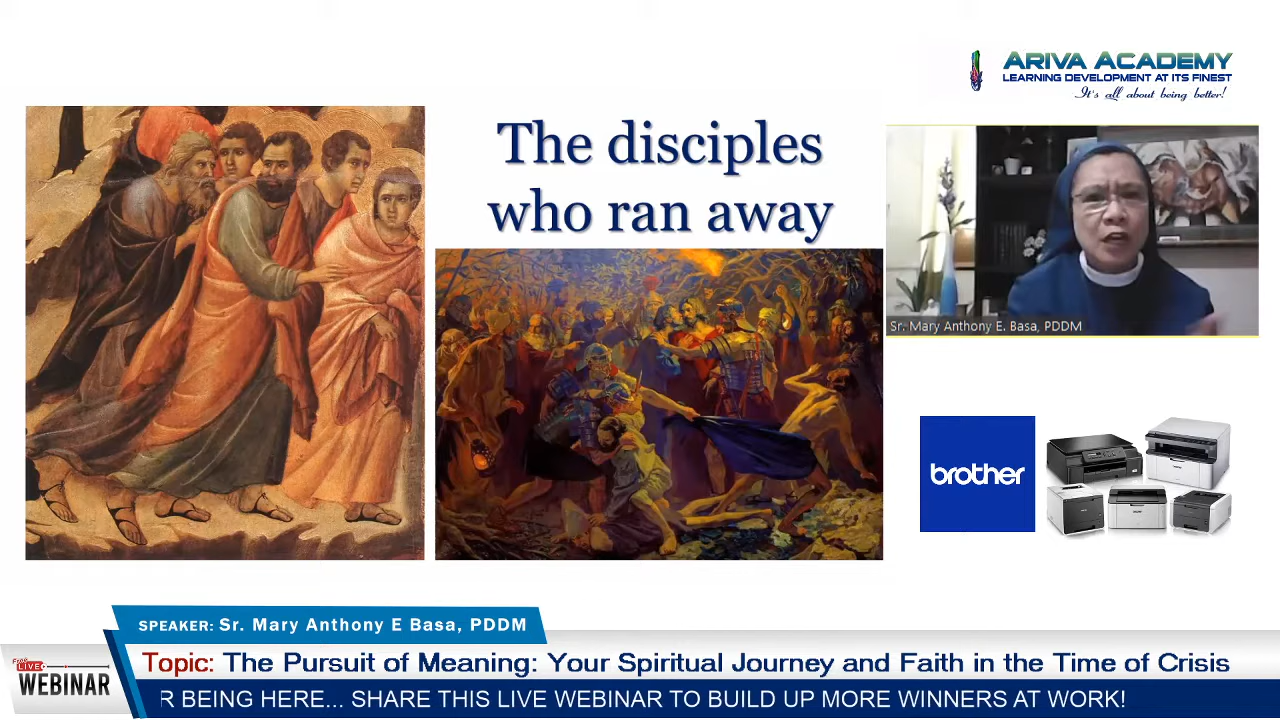 ARIVA ACADEMY
LEARNING DEVELOPMENT AT ITS FINEST
It's all about being better!
The disciples
who ran away
Sr. Mary Anthony E. Basa, PDDM
brother
SPEAKER: Sr. Mary Anthony E Basa, PDDM
Free
LIVE
WEBINAR
Topic: The Pursuit of Meaning: Your Spiritual Journey and Faith in the Time of Crisis
R BEING HERE... SHARE THIS LIVE WEBINAR TO BUILD UP MORE WINNERS AT WORK!